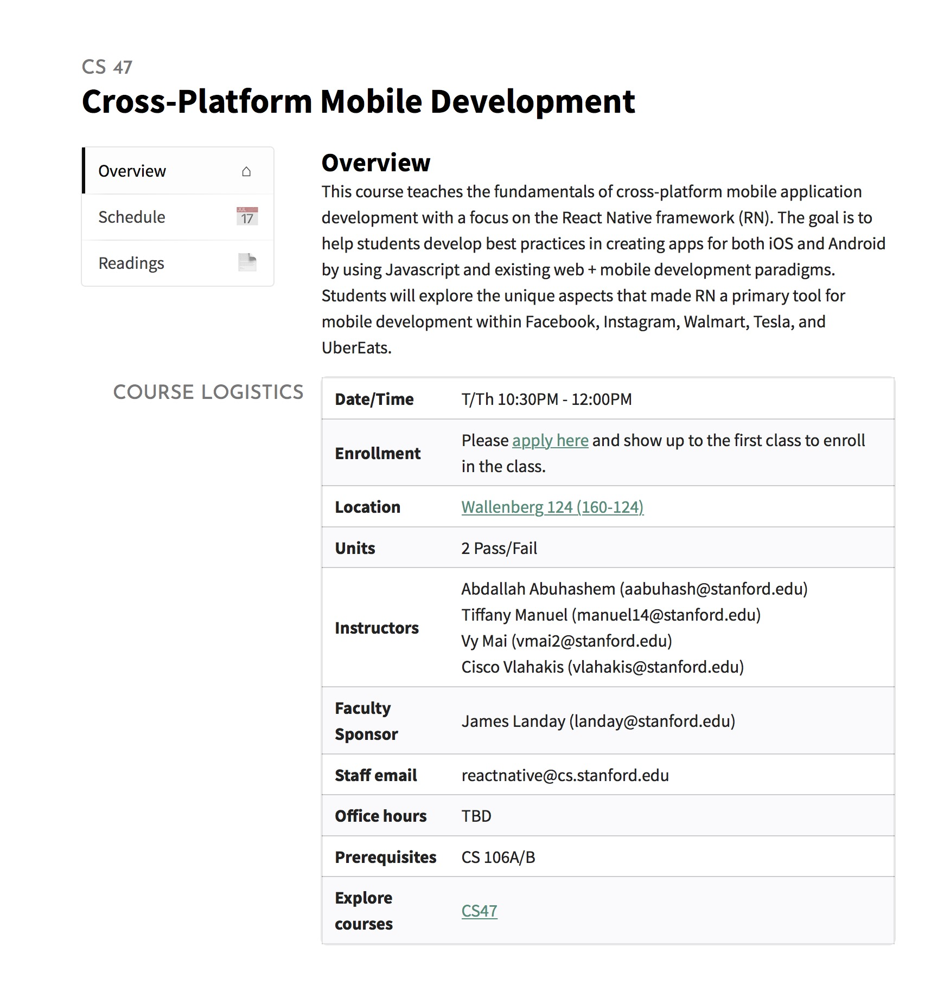 CS 47
Cross-Platform Mobile Development
Overview
Schedule
JUL
17
Readings
Overview
This course teaches the fundamentals of cross-platform mobile application
development with a focus on the React Native framework (RN). The goal is to
help students develop best practices in creating apps for both iOS and Android
by using Javascript and existing web + mobile development paradigms.
Students will explore the unique aspects that made RN a primary tool for
mobile development within Facebook, Instagram, Walmart, Tesla, and
UberEats.
COURSE LOGISTICS
Date/Time T/Th 10:30PM - 12:00PM
Enrollment Please apply here and show up to the first class to enroll
in the class.
Location Wallenberg 124 (160-124)
Units 2 Pass/Fail
Instructors Abdallah Abuhashem (aabuhash@stanford.edu)
Tiffany Manuel (manuel14@stanford.edu)
Vy Mai (vmai2@stanford.edu)
Cisco Vlahakis (vlahakis@stanford.edu)
Faculty
Sponsor James Landay (landay@stanford.edu)
Staff email reactnative@cs.stanford.edu
Office hours TBD
Prerequisites CS 106A/B
Explore
courses CS47